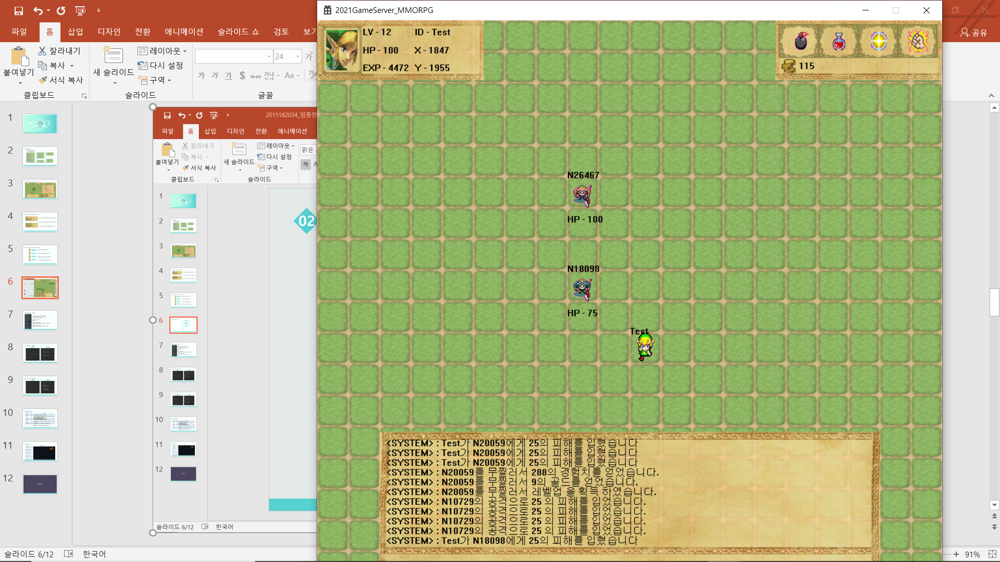 파일
홈
삽입
디자인
전환
애니메이션
슬라이드 쇼
검토
보기
공유
붙여넣기
잘라내기
복사
서식 복사
클립보드
새 슬라이드
레이아웃
다시 설정
구역
슬라이드
24
가
가 가 가 S 가나다 가나 Aa
글꼴
1
2
3
4
5
6
7
8
9
10
11
12
2015182034_임종현
파일
홈
삽입
디자인
전환
애니메이션
붙여넣기
잘라내기
복사
서식 복사
클립보드
새 슬라이드
레이아웃
다시 설정
구역
슬라이드
맑은
가
1
2
3
4
5
6
7
8
9
10
11
12
02
슬라이드 6/12
한국어
2021GameServer_MMORPG
LV - 12
ID - Test
HP - 100
X - 1847
EXP - 4472
Y - 1955
115
N26467
HP - 100
N18098
HP - 75
Test
<SYSTEM> : Test가 N20059에게 25의 피해를 입혔습니다
<SYSTEM> : Test가 N20059에게 25의 피해를 입혔습니다
<SYSTEM> : Test가 N20059에게 25의 피해를 입혔습니다
<SYSTEM> : N20059를 무찔러서 288의 경험치를 얻었습니다.
<SYSTEM> : N20059를 무찔러서 9의 골드를 얻었습니다.
<SYSTEM> : N20059를 무찔러서 레벨업 을 획득 하였습니다.
<SYSTEM> : N10729의 공격으로 25 의 피해를 입었습니다.
<SYSTEM> : N10729의 공격으로 25 의 피해를 입었습니다.
<SYSTEM> : N10729의 공격으로 25 의 피해를 입었습니다.
<SYSTEM> : N10729의 공격으로 25 의 피해를 입었습니다.
<SYSTEM> : Test가 N18098에게 25의 피해를 입혔습니다
슬라이드 6/12
한국어
91%